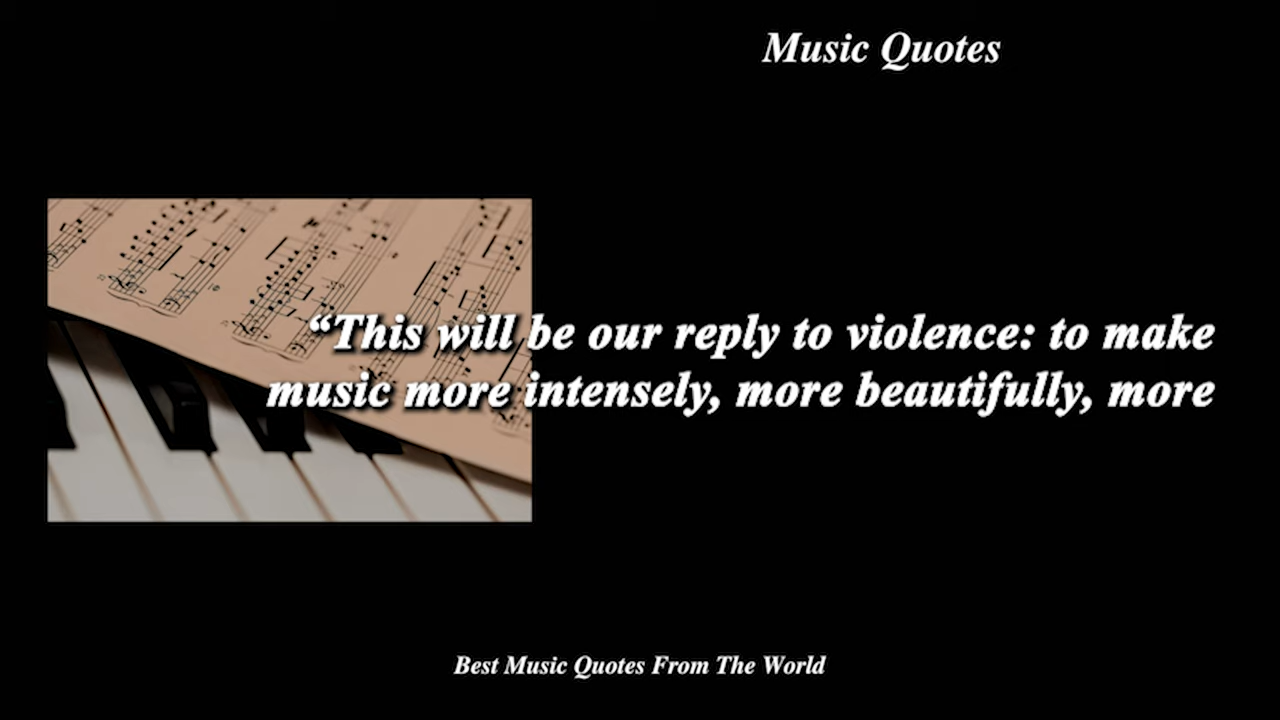 Music Quotes
“This will be our reply to violence: to make
music more intensely, more beautifully, more
Best Music Quotes From The World